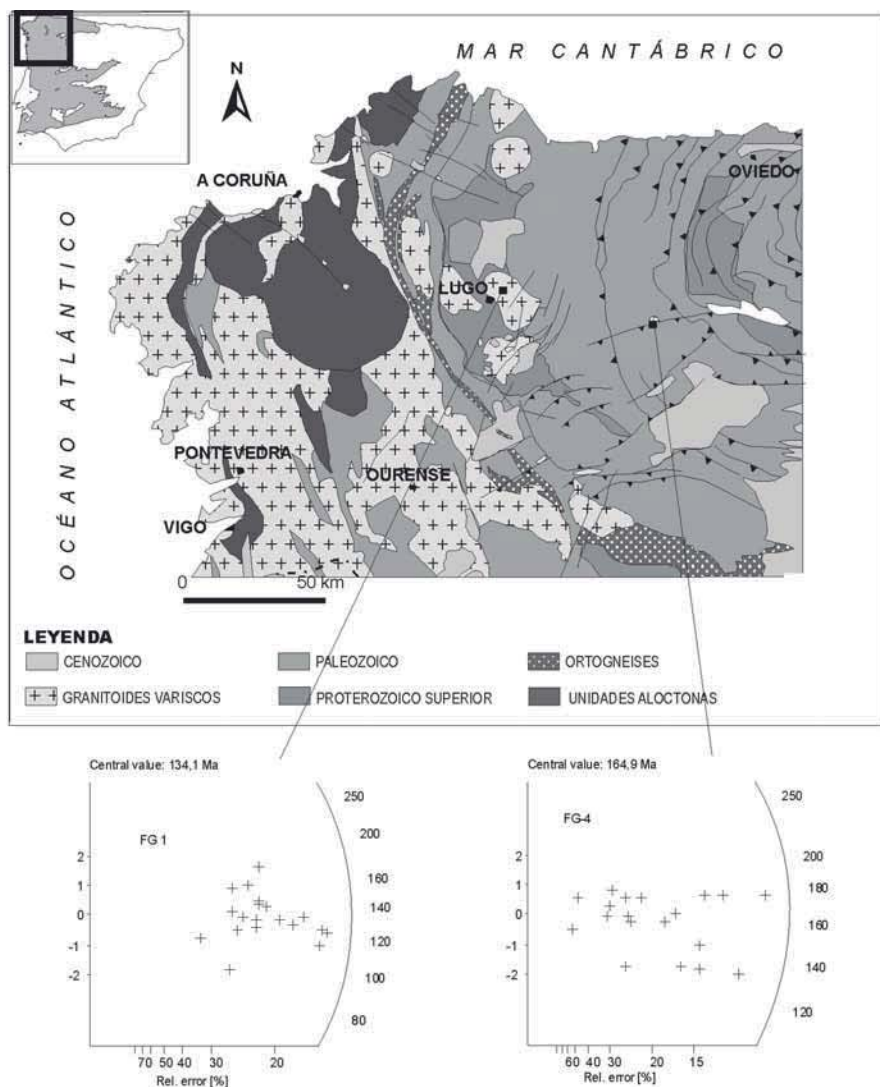 MAR CANTÁBRICO
N
A CORUÑA
OVIEDO
OCÉANO ATLÁNTICO
LUGO
PONTEVEDRA
OURENSE
VIGO
0 50 km
LEYENDA
CENOZOICO
PALEOZOICO
ORTOGNEISES
GRANITOIDES VARISCOS
PROTEROZOICO SUPERIOR
UNIDADES ALOCTONAS
Central value: 134,1 Ma
FG 1
250
200
160
140
120
100
80
2
1
0
-1
-2
70 50 40 30 20
Rel. error [%]
Central value: 164,9 Ma
FG-4
250
200
180
160
140
120
2
1
0
-1
-2
60 40 30 20 15
Rel. error [%]